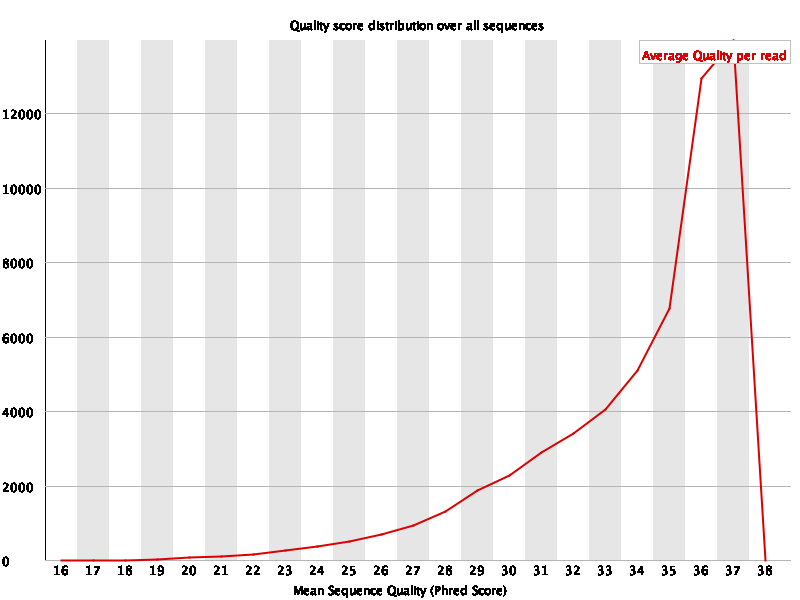 Quality score distribution over all sequences
Average Quality per read
12000
10000
8000
6000
4000
2000
0
16 17 18 19 20 21 22 23 24 25 26 27 28 29 30 31 32 33 34 35 36 37 38
Mean Sequence Quality (Phred Score)